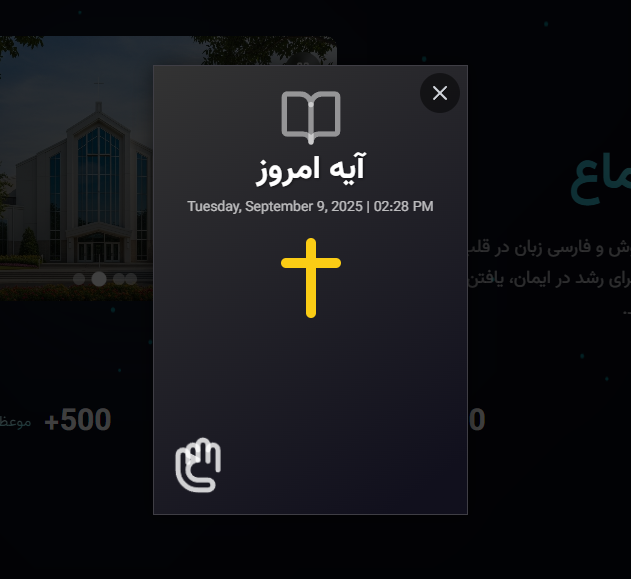 آیه امروز
Tuesday, September 9, 2025 | 02:28 PM
ماع
ش و فارسی زبان در قلب
رای رشد در ایمان، یافتن
..
+500
موعظ
0